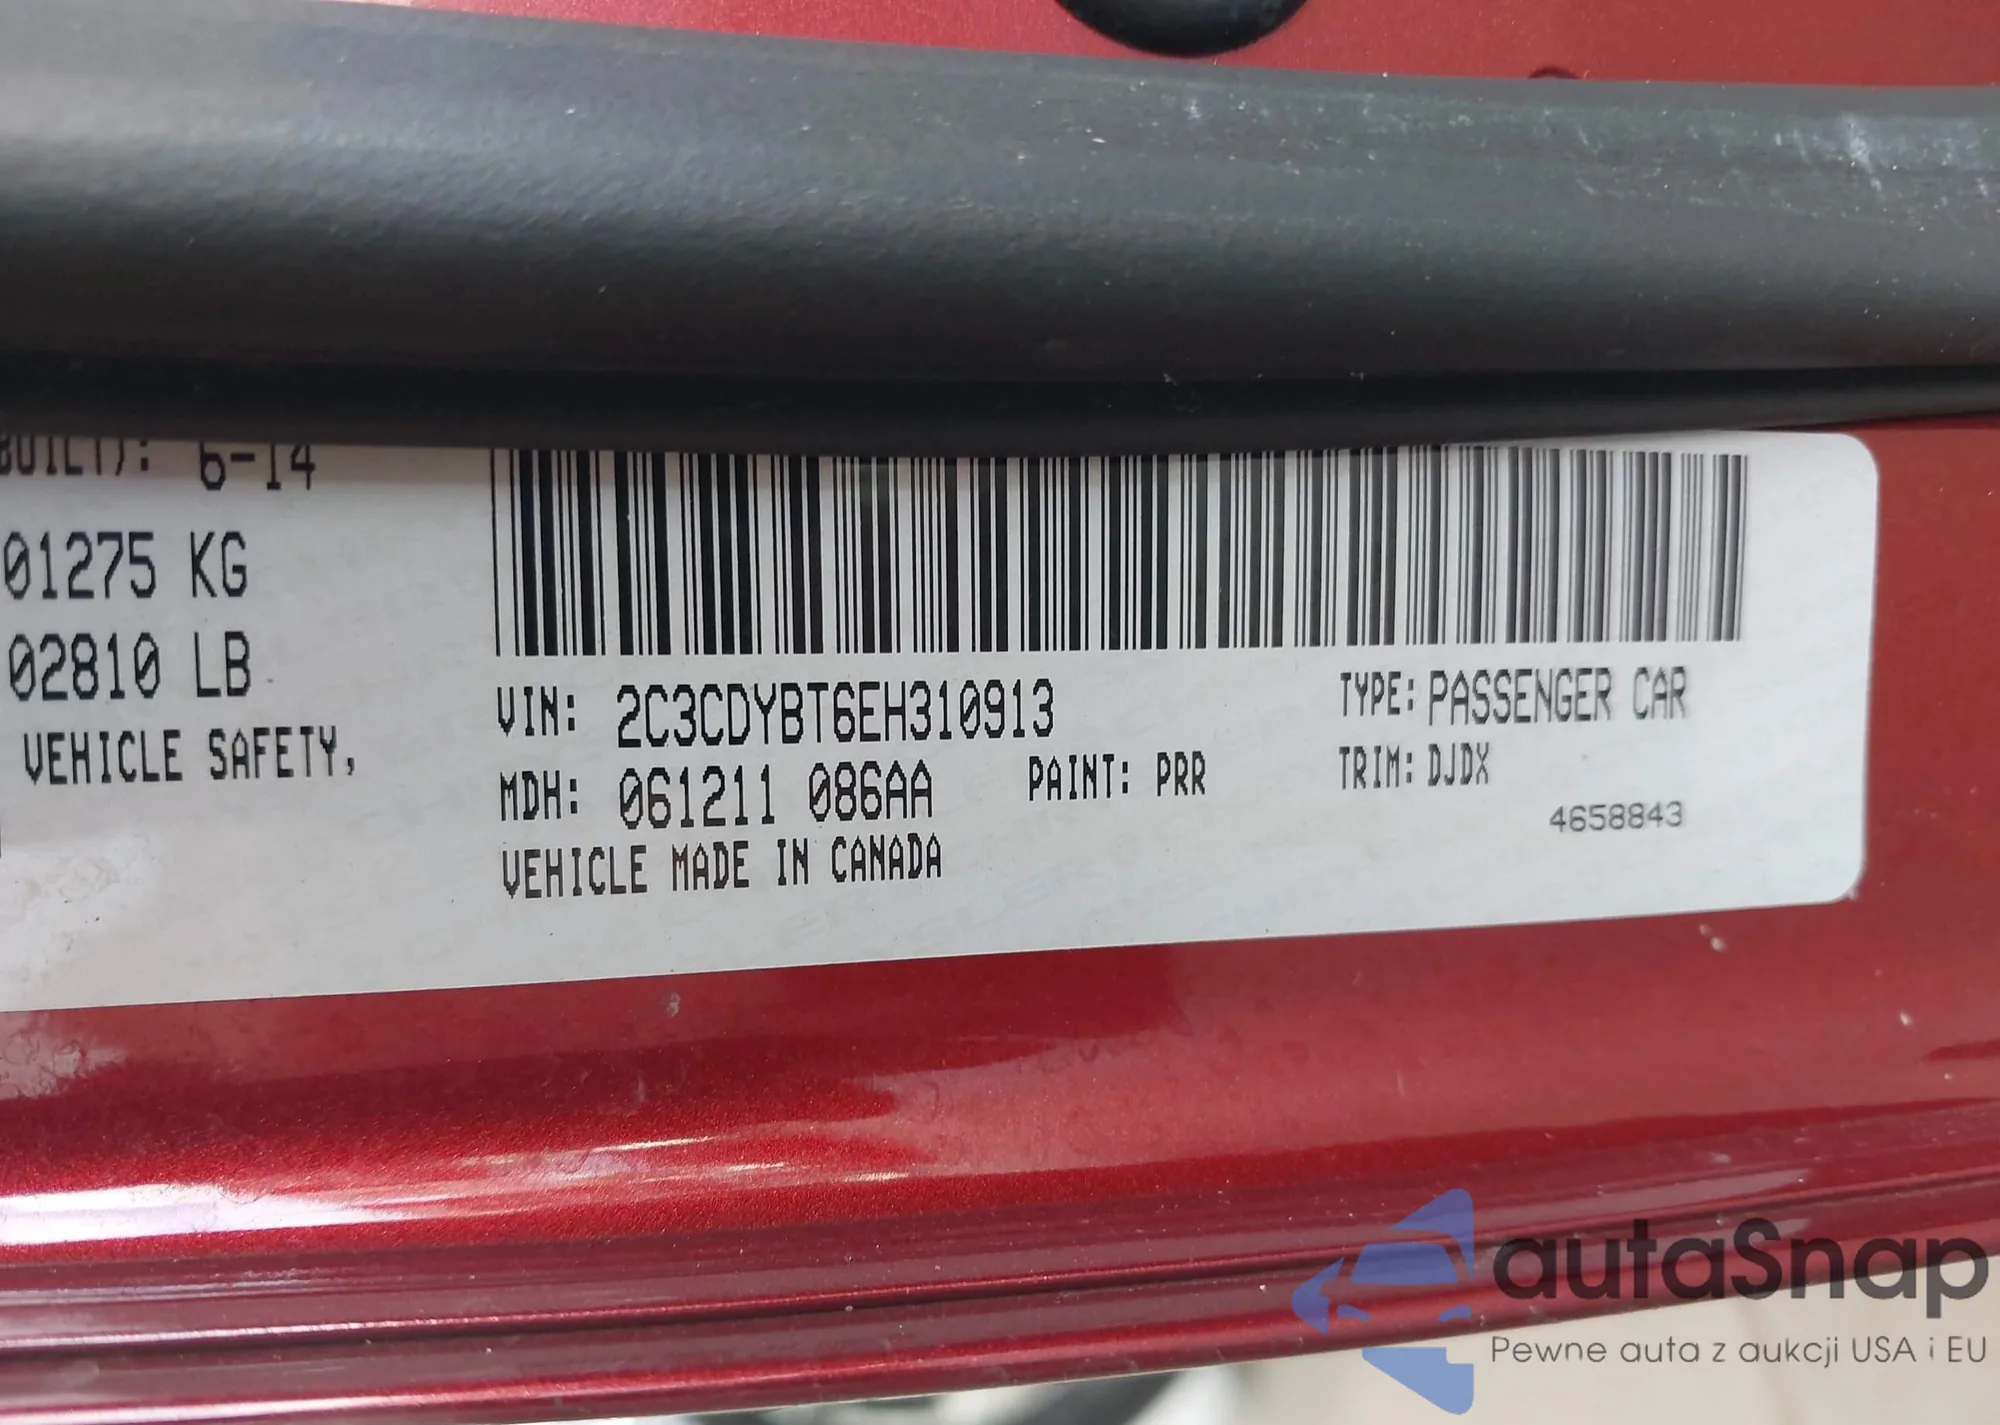 BUILT): 6-14
01275 KG
02810 LB
VEHICLE SAFETY,
VIN: 2C3CDYBT6EH310913
TYPE: PASSENGER CAR
MDH: 061211 086AA
PAINT: PRR
TRIM: DJDX
4658843
VEHICLE MADE IN CANADA
autaSnap
Pewne auta z aukcji USA i EU